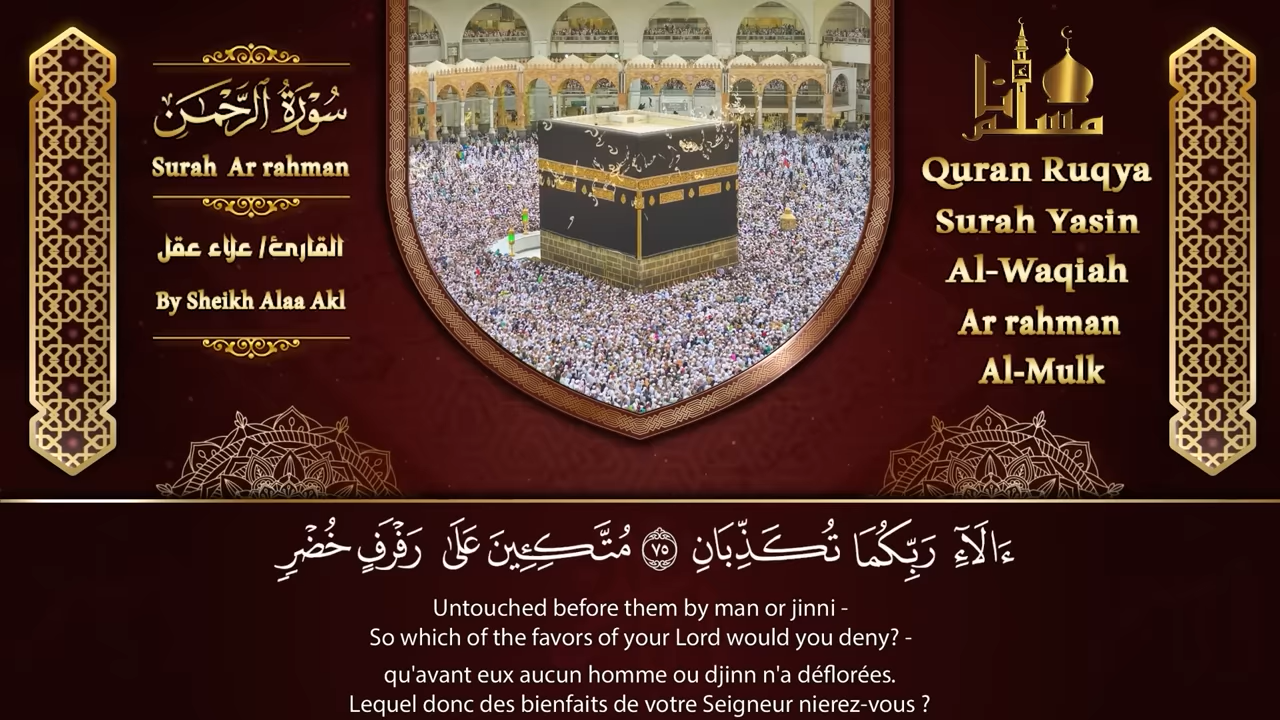 سُورَةُ الرَّحْمَٰن
Surah Ar rahman
القارئ/ علاء عقل
By Sheikh Alaa Akl
أنا مسلم
Quran Ruqya
Surah Yasin
Al-Waqiah
Ar rahman
Al-Mulk
ءَالَآءِ رَبِّكُمَا تُكَذِّبَانِ ٧٥ مُتَّكِـِٔينَ عَلَىٰ رَفْرَفٍ خُضْرٍ
Untouched before them by man or jinni -
So which of the favors of your Lord would you deny? -
qu'avant eux aucun homme ou djinn n'a déflorées.
Lequel donc des bienfaits de votre Seigneur nierez-vous ?